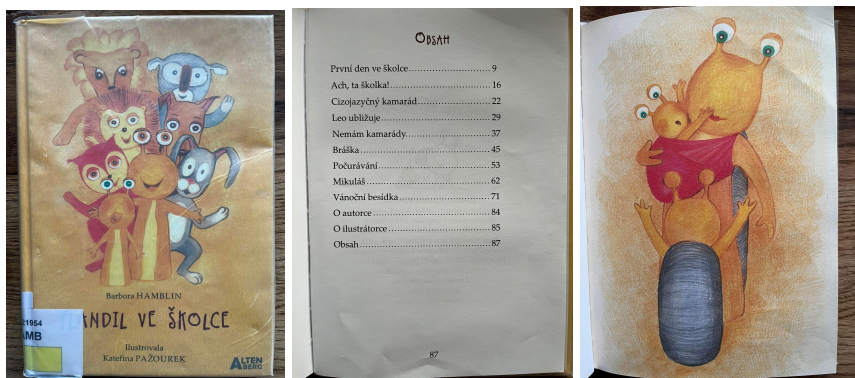 Barbora HAMBLIN
ANDIL VE ŠKOLCE
21954
AMB
Ilustrovala
Kateřina PAŽOUREK
ALTEN
BERG
OBSAH
První den ve školce 9
Ach, ta školka! 16
Cizojazyčný kamarád 22
Leo ubližuje 29
Nemám kamarády 37
Bráška 45
Počurávání 53
Mikuláš 62
Vánoční besídka 71
O autorce 84
O ilustrátorce 85
Obsah 87
87